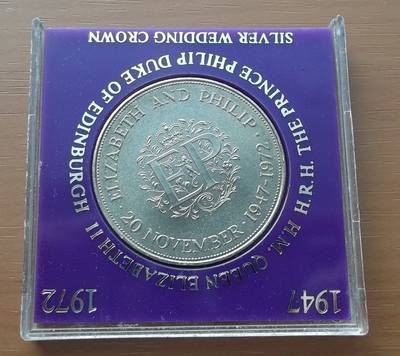 1947
1972
H.M. QUEEN ELIZABETH II H.R.H. THE PRINCE PHILIP DUKE OF EDINBURGH
SILVER WEDDING CROWN
ELIZABETH AND PHILIP
20 NOVEMBER 1947-1972
EP